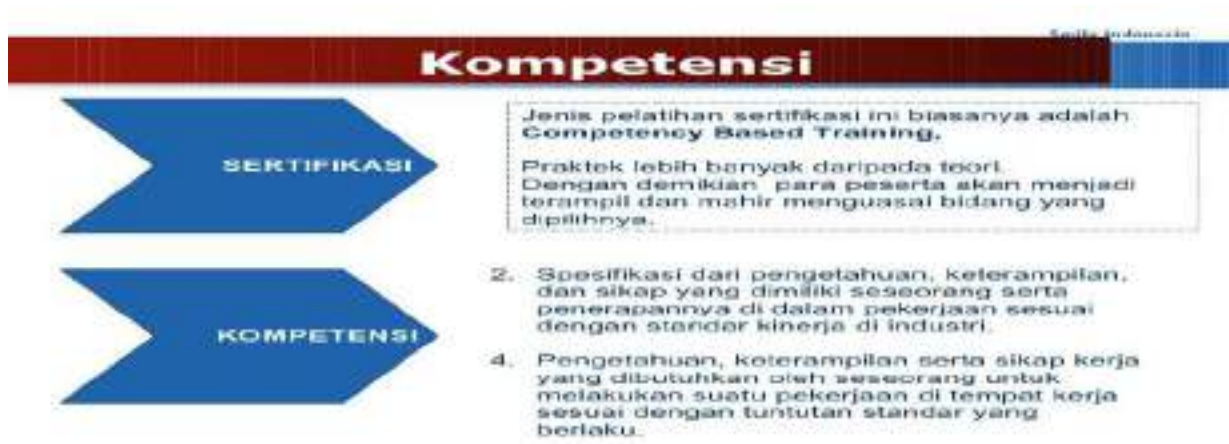 Kompetensi
SERTIFIKASI
Jenis pelatihan sertifikasi ini biasanya adalah
Competency Based Training.
Praktek lebih banyak daripada teori.
Dengan demikian para peserta akan menjadi
terampil dan mahir menguasai bidang yang
dipilihnya.
KOMPETENSI
2. Spesifikasi dari pengetahuan, keterampilan,
dan sikap yang dimiliki seseorang serta
penerapannya di dalam pekerjaan sesuai
dengan standar kinerja di industri.
4. Pengetahuan, keterampilan serta sikap kerja
yang dibutuhkan oleh seseorang untuk
melakukan suatu pekerjaan di tempat kerja
sesuai dengan tuntutan standar yang
berlaku.